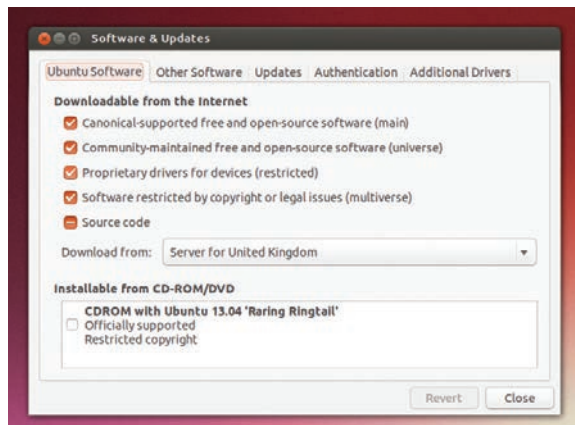 Software & Updates
Ubuntu Software Other Software Updates Authentication Additional Drivers
Downloadable from the Internet
Canonical-supported free and open-source software (main)
Community-maintained free and open-source software (universe)
Proprietary drivers for devices (restricted)
Software restricted by copyright or legal issues (multiverse)
Source code
Download from: Server for United Kingdom
Installable from CD-ROM/DVD
CDROM with Ubuntu 13.04 'Raring Ringtail'
Officially supported
Restricted copyright
Revert Close